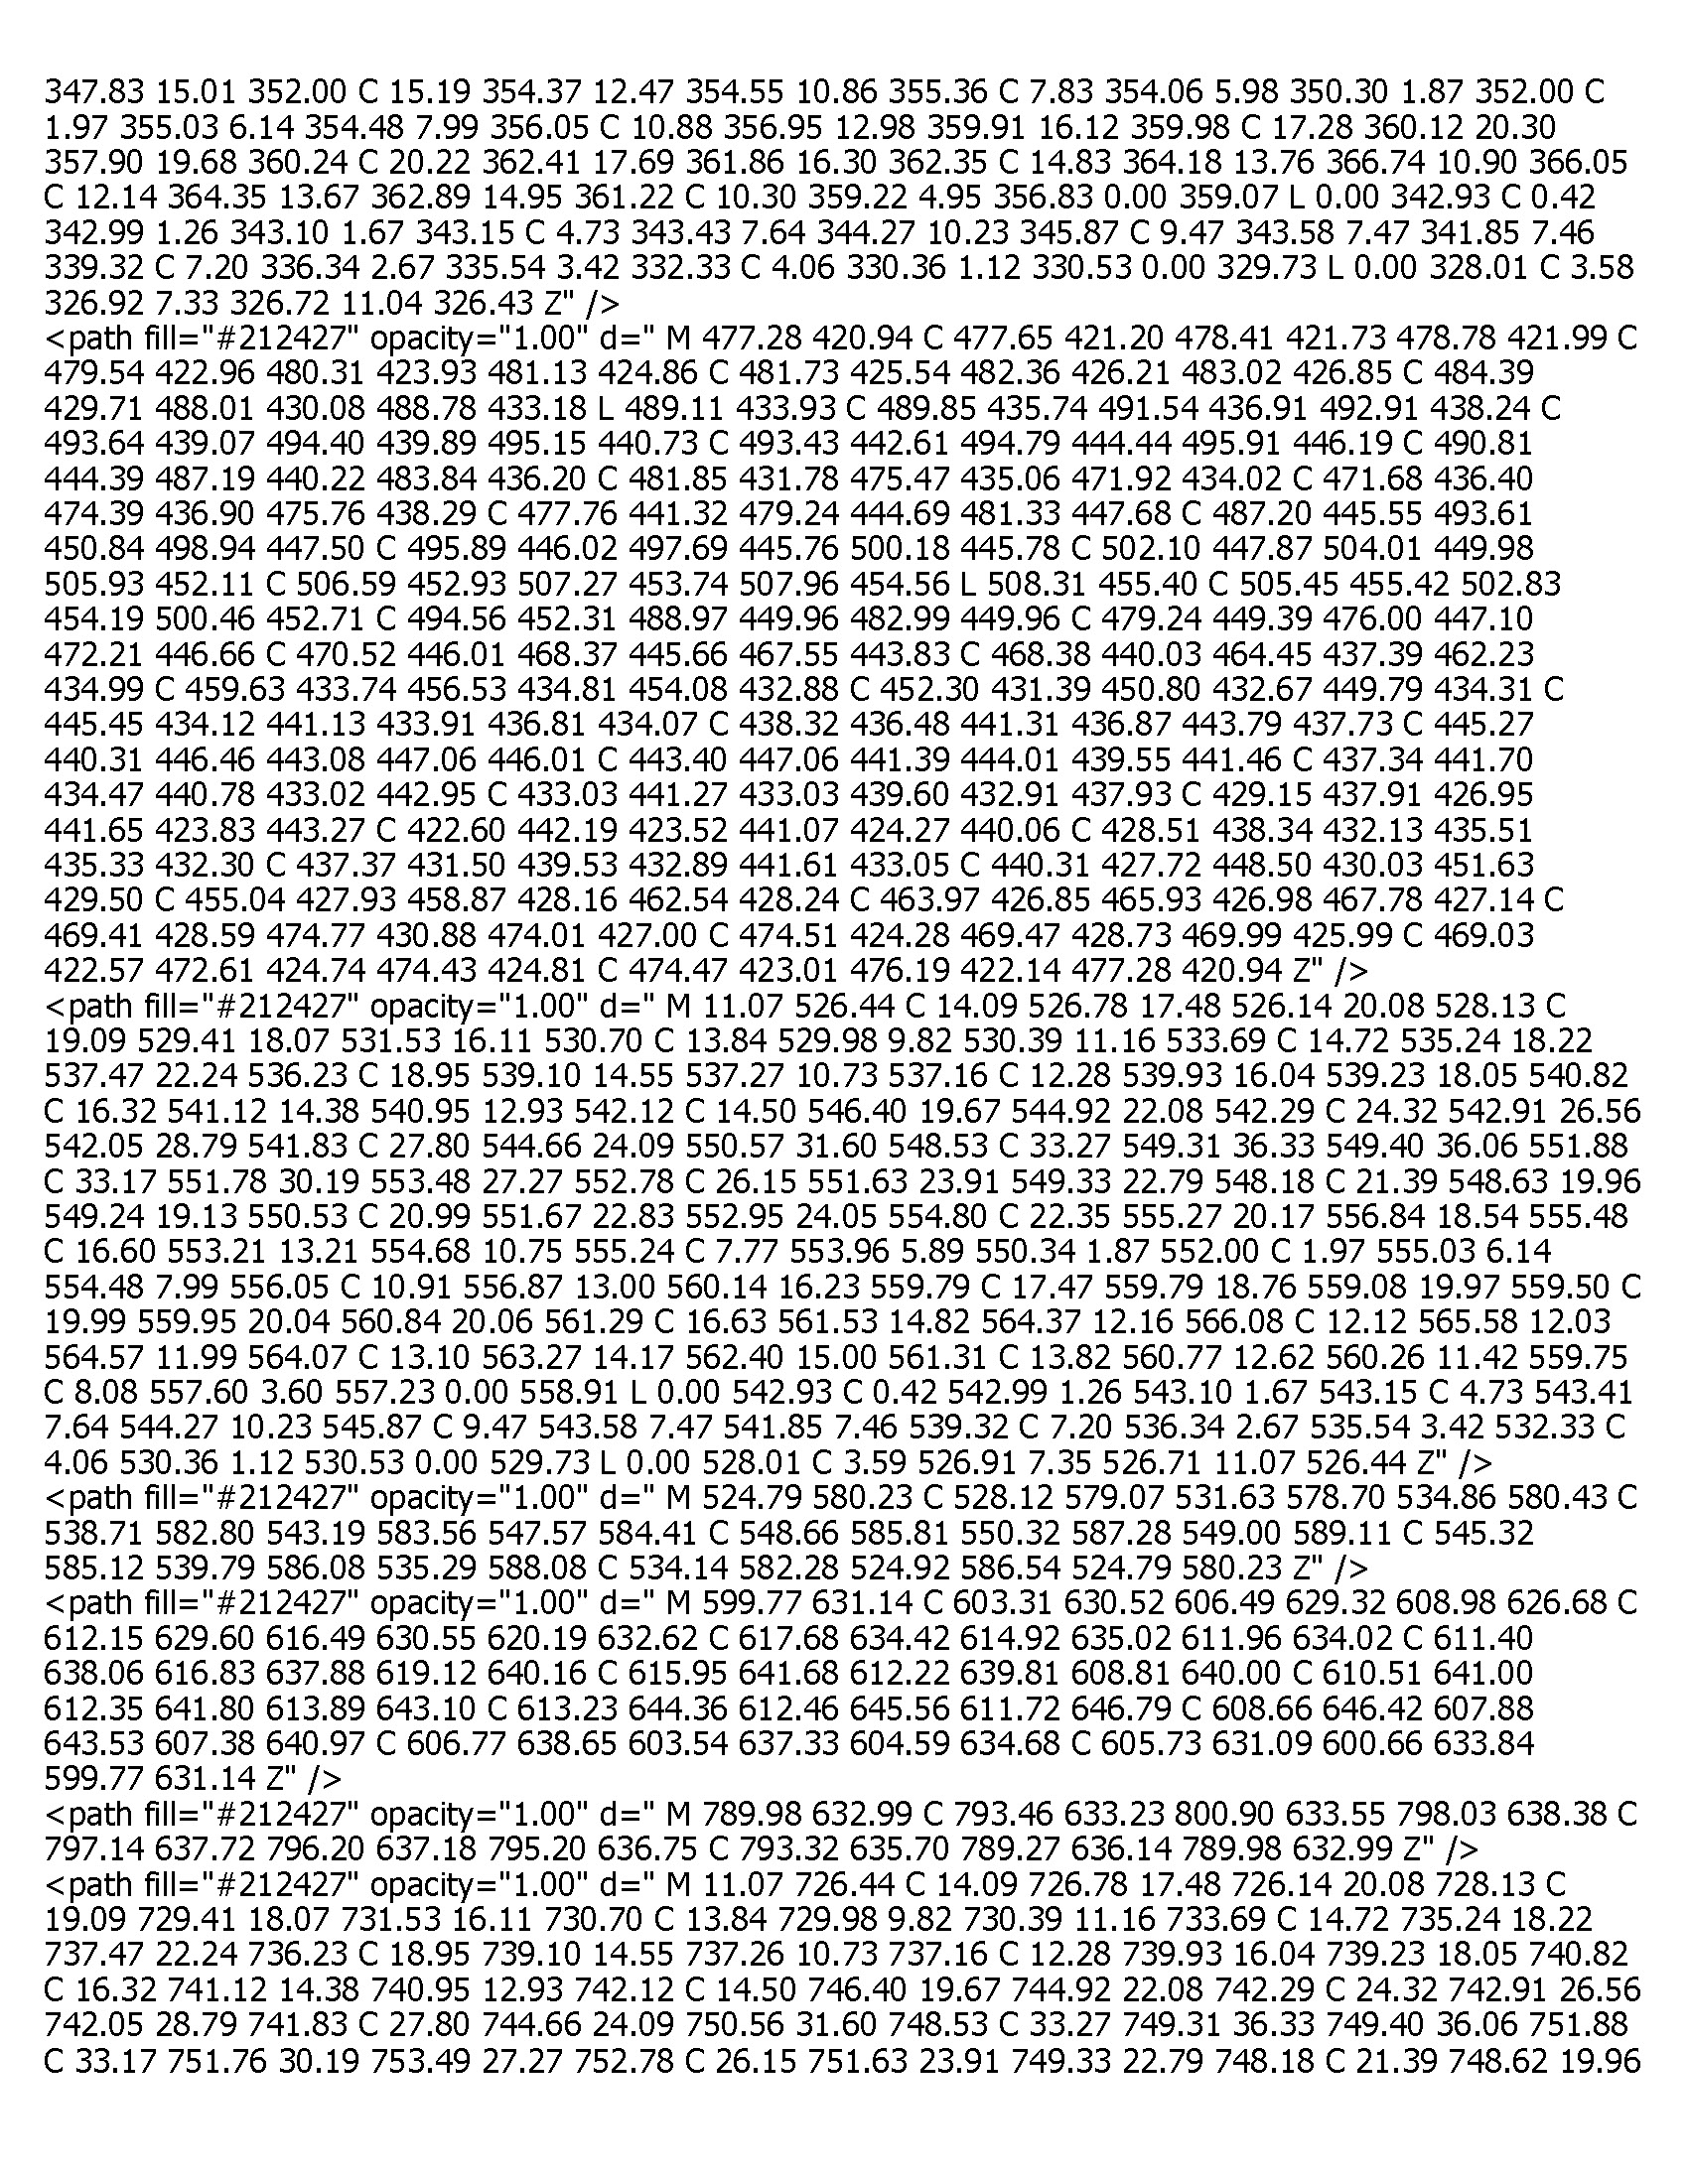 347.83 15.01 352.00 C 15.19 354.37 12.47 354.55 10.86 355.36 C 7.83 354.06 5.98 350.30 1.87 352.00 C
1.97 355.03 6.14 354.48 7.99 356.05 C 10.88 356.95 12.98 359.91 16.12 359.98 C 17.28 360.12 20.30
357.90 19.68 360.24 C 20.22 362.41 17.69 361.86 16.30 362.35 C 14.83 364.18 13.76 366.74 10.90 366.05
C 12.14 364.35 13.67 362.89 14.95 361.22 C 10.30 359.22 4.95 356.83 0.00 359.07 L 0.00 342.93 C 0.42
342.99 1.26 343.10 1.67 343.15 C 4.73 343.43 7.64 344.27 10.23 345.87 C 9.47 343.58 7.47 341.85 7.46
339.32 C 7.20 336.34 2.67 335.54 3.42 332.33 C 4.06 330.36 1.12 330.53 0.00 329.73 L 0.00 328.01 C 3.58
326.92 7.33 326.72 11.04 326.43 Z" />
<path fill="#212427" opacity="1.00" d=" M 477.28 420.94 C 477.65 421.20 478.41 421.73 478.78 421.99 C
479.54 422.96 480.31 423.93 481.13 424.86 C 481.73 425.54 482.36 426.21 483.02 426.85 C 484.39
429.71 488.01 430.08 488.78 433.18 L 489.11 433.93 C 489.85 435.74 491.54 436.91 492.91 438.24 C
493.64 439.07 494.40 439.89 495.15 440.73 C 493.43 442.61 494.79 444.44 495.91 446.19 C 490.81
444.39 487.19 440.22 483.84 436.20 C 481.85 431.78 475.47 435.06 471.92 434.02 C 471.68 436.40
474.39 436.90 475.76 438.29 C 477.76 441.32 479.24 444.69 481.33 447.68 C 487.20 445.55 493.61
450.84 498.94 447.50 C 495.89 446.02 497.69 445.76 500.18 445.78 C 502.10 447.87 504.01 449.98
505.93 452.11 C 506.59 452.93 507.27 453.74 507.96 454.56 L 508.31 455.40 C 505.45 455.42 502.83
454.19 500.46 452.71 C 494.56 452.31 488.97 449.96 482.99 449.96 C 479.24 449.39 476.00 447.10
472.21 446.66 C 470.52 446.01 468.37 445.66 467.55 443.83 C 468.38 440.03 464.45 437.39 462.23
434.99 C 459.63 433.74 456.53 434.81 454.08 432.88 C 452.30 431.39 450.80 432.67 449.79 434.31 C
445.45 434.12 441.13 433.91 436.81 434.07 C 438.32 436.48 441.31 436.87 443.79 437.73 C 445.27
440.31 446.46 443.08 447.06 446.01 C 443.40 447.06 441.39 444.01 439.55 441.46 C 437.34 441.70
434.47 440.78 433.02 442.95 C 433.03 441.27 433.03 439.60 432.91 437.93 C 429.15 437.91 426.95
441.65 423.83 443.27 C 422.60 442.19 423.52 441.07 424.27 440.06 C 428.51 438.34 432.13 435.51
435.33 432.30 C 437.37 431.50 439.53 432.89 441.61 433.05 C 440.31 427.72 448.50 430.03 451.63
429.50 C 455.04 427.93 458.87 428.16 462.54 428.24 C 463.97 426.85 465.93 426.98 467.78 427.14 C
469.41 428.59 474.77 430.88 474.01 427.00 C 474.51 424.28 469.47 428.73 469.99 425.99 C 469.03
422.57 472.61 424.74 474.43 424.81 C 474.47 423.01 476.19 422.14 477.28 420.94 Z" />
<path fill="#212427" opacity="1.00" d=" M 11.07 526.44 C 14.09 526.78 17.48 526.14 20.08 528.13 C
19.09 529.41 18.07 531.53 16.11 530.70 C 13.84 529.98 9.82 530.39 11.16 533.69 C 14.72 535.24 18.22
537.47 22.24 536.23 C 18.95 539.10 14.55 537.27 10.73 537.16 C 12.28 539.93 16.04 539.23 18.05 540.82
C 16.32 541.12 14.38 540.95 12.93 542.12 C 14.50 546.40 19.67 544.92 22.08 542.29 C 24.32 542.91 26.56
542.05 28.79 541.83 C 27.80 544.66 24.09 550.57 31.60 548.53 C 33.27 549.31 36.33 549.40 36.06 551.88
C 33.17 551.78 30.19 553.48 27.27 552.78 C 26.15 551.63 23.91 549.33 22.79 548.18 C 21.39 548.63 19.96
549.24 19.13 550.53 C 20.99 551.67 22.83 552.95 24.05 554.80 C 22.35 555.27 20.17 556.84 18.54 555.48
C 16.60 553.21 13.21 554.68 10.75 555.24 C 7.77 553.96 5.89 550.34 1.87 552.00 C 1.97 555.03 6.14
554.48 7.99 556.05 C 10.91 556.87 13.00 560.14 16.23 559.79 C 17.47 559.79 18.76 559.08 19.97 559.50 C
19.99 559.95 20.04 560.84 20.06 561.29 C 16.63 561.53 14.82 564.37 12.16 566.08 C 12.12 565.58 12.03
564.57 11.99 564.07 C 13.10 563.27 14.17 562.40 15.00 561.31 C 13.82 560.77 12.62 560.26 11.42 559.75
C 8.08 557.60 3.60 557.23 0.00 558.91 L 0.00 542.93 C 0.42 542.99 1.26 543.10 1.67 543.15 C 4.73 543.41
7.64 544.27 10.23 545.87 C 9.47 543.58 7.47 541.85 7.46 539.32 C 7.20 536.34 2.67 535.54 3.42 532.33 C
4.06 530.36 1.12 530.53 0.00 529.73 L 0.00 528.01 C 3.59 526.91 7.35 526.71 11.07 526.44 Z" />
<path fill="#212427" opacity="1.00" d=" M 524.79 580.23 C 528.12 579.07 531.63 578.70 534.86 580.43 C
538.71 582.80 543.19 583.56 547.57 584.41 C 548.66 585.81 550.32 587.28 549.00 589.11 C 545.32
585.12 539.79 586.08 535.29 588.08 C 534.14 582.28 524.92 586.54 524.79 580.23 Z" />
<path fill="#212427" opacity="1.00" d=" M 599.77 631.14 C 603.31 630.52 606.49 629.32 608.98 626.68 C
612.15 629.60 616.49 630.55 620.19 632.62 C 617.68 634.42 614.92 635.02 611.96 634.02 C 611.40
638.06 616.83 637.88 619.12 640.16 C 615.95 641.68 612.22 639.81 608.81 640.00 C 610.51 641.00
612.35 641.80 613.89 643.10 C 613.23 644.36 612.46 645.56 611.72 646.79 C 608.66 646.42 607.88
643.53 607.38 640.97 C 606.77 638.65 603.54 637.33 604.59 634.68 C 605.73 631.09 600.66 633.84
599.77 631.14 Z" />
<path fill="#212427" opacity="1.00" d=" M 789.98 632.99 C 793.46 633.23 800.90 633.55 798.03 638.38 C
797.14 637.72 796.20 637.18 795.20 636.75 C 793.32 635.70 789.27 636.14 789.98 632.99 Z" />
<path fill="#212427" opacity="1.00" d=" M 11.07 726.44 C 14.09 726.78 17.48 726.14 20.08 728.13 C
19.09 729.41 18.07 731.53 16.11 730.70 C 13.84 729.98 9.82 730.39 11.16 733.69 C 14.72 735.24 18.22
737.47 22.24 736.23 C 18.95 739.10 14.55 737.26 10.73 737.16 C 12.28 739.93 16.04 739.23 18.05 740.82
C 16.32 741.12 14.38 740.95 12.93 742.12 C 14.50 746.40 19.67 744.92 22.08 742.29 C 24.32 742.91 26.56
742.05 28.79 741.83 C 27.80 744.66 24.09 750.56 31.60 748.53 C 33.27 749.31 36.33 749.40 36.06 751.88
C 33.17 751.76 30.19 753.49 27.27 752.78 C 26.15 751.63 23.91 749.33 22.79 748.18 C 21.39 748.62 19.96